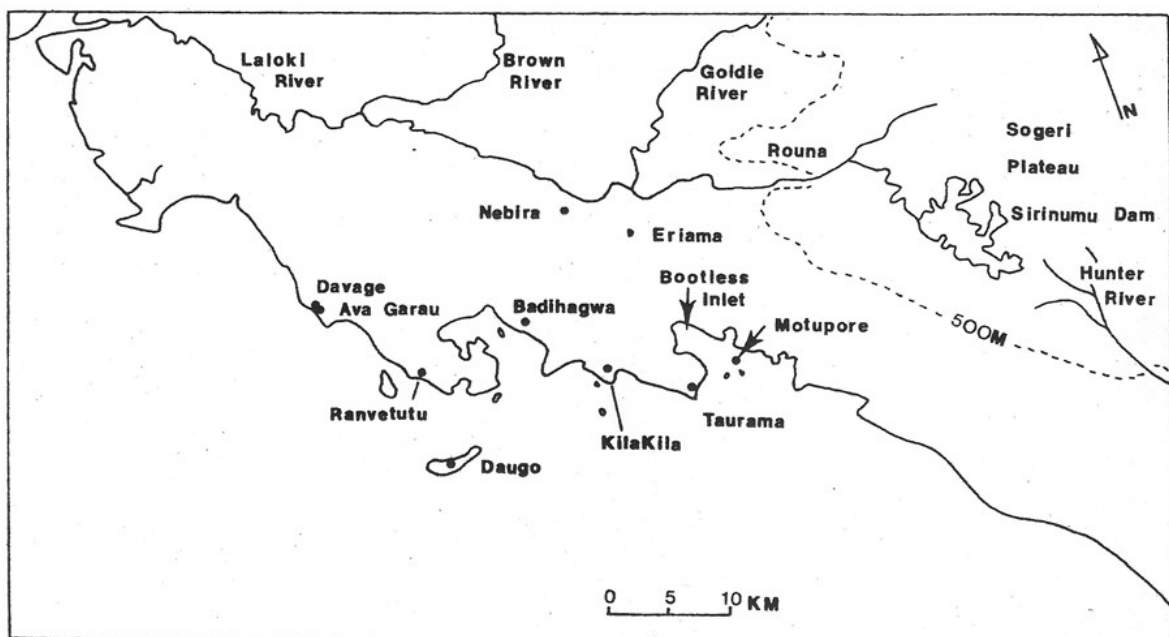 Laloki
River
Brown
River
Goldie
River
N
Rouna
Sogeri
Plateau
Sirinumu Dam
Nebira
Eriama
Hunter
River
Bootless
Inlet
Davage
Ava Garau
Badihagwa
Motupore
500M
Ranvetutu
Taurama
KilaKila
Daugo
0 5 10 KM